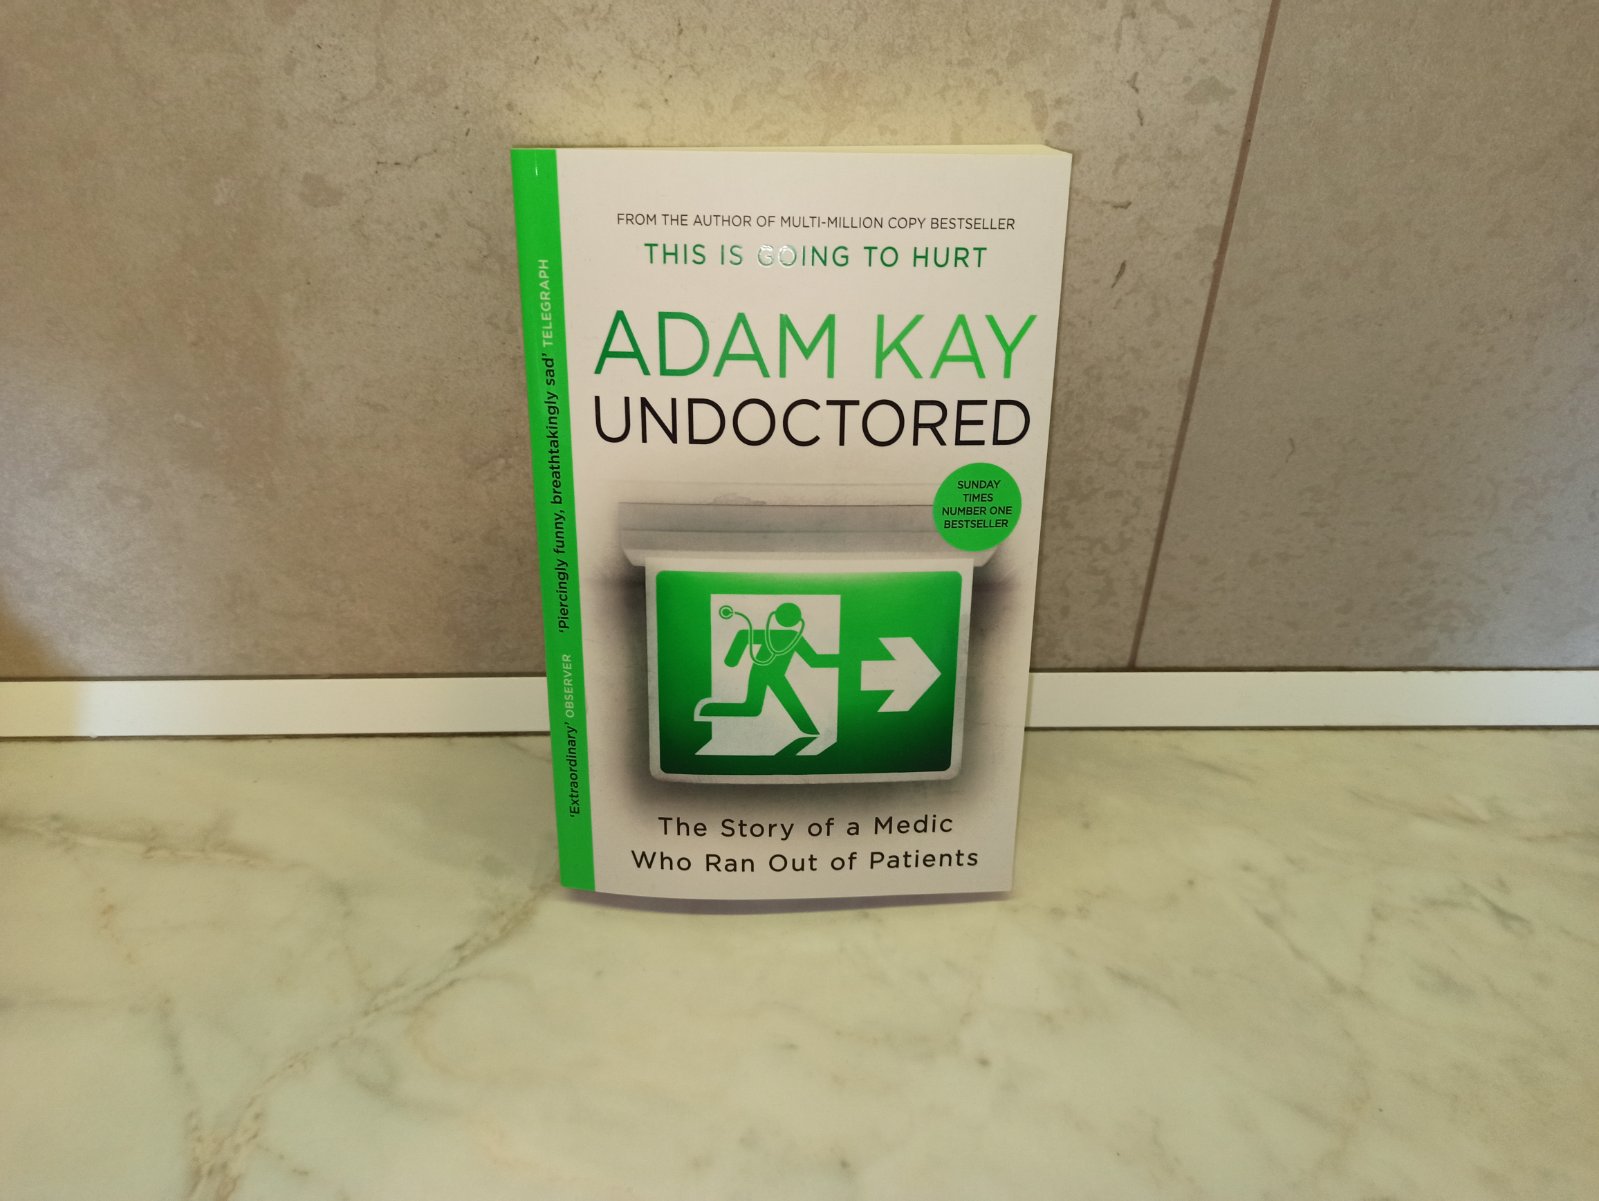 FROM THE AUTHOR OF MULTI-MILLION COPY BESTSELLER
THIS IS GOING TO HURT
ADAM KAY
UNDOCTORED
SUNDAY
TIMES
NUMBER ONE
BESTSELLER
The Story of a Medic
Who Ran Out of Patients
'Extraordinary' OBSERVER 'Piercingly funny, breathtakingly sad' TELEGRAPH